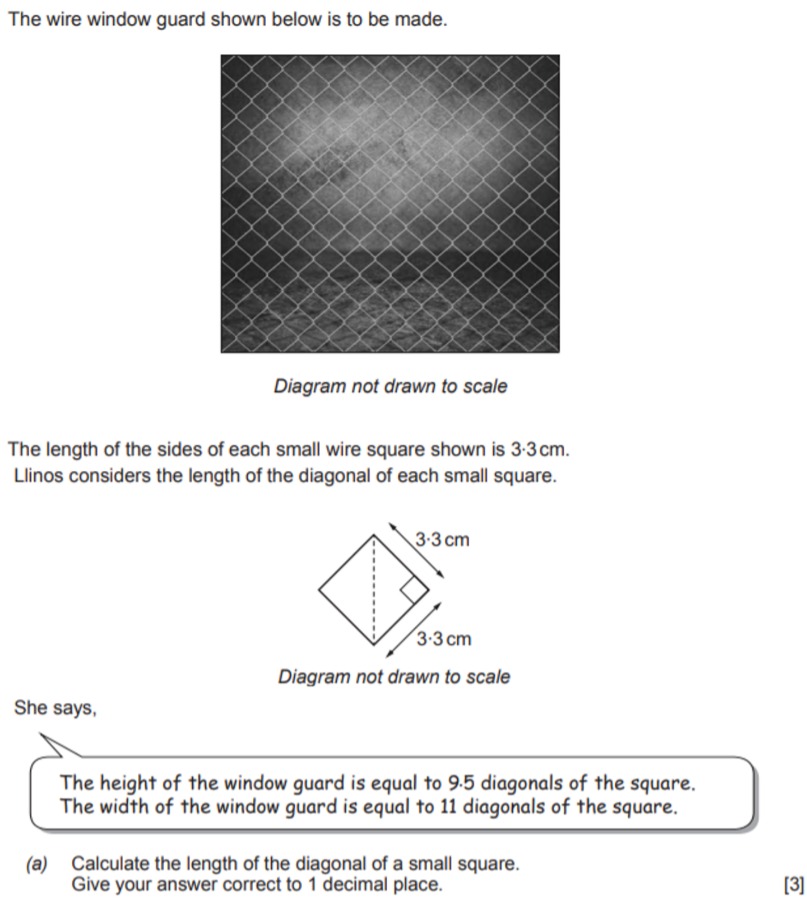 The wire window guard shown below is to be made.
Diagram not drawn to scale
The length of the sides of each small wire square shown is 3·3 cm.
Llinos considers the length of the diagonal of each small square.
3·3 cm
3·3 cm
Diagram not drawn to scale
She says,
The height of the window guard is equal to 9·5 diagonals of the square.
The width of the window guard is equal to 11 diagonals of the square.
(a) Calculate the length of the diagonal of a small square.
Give your answer correct to 1 decimal place. [3]